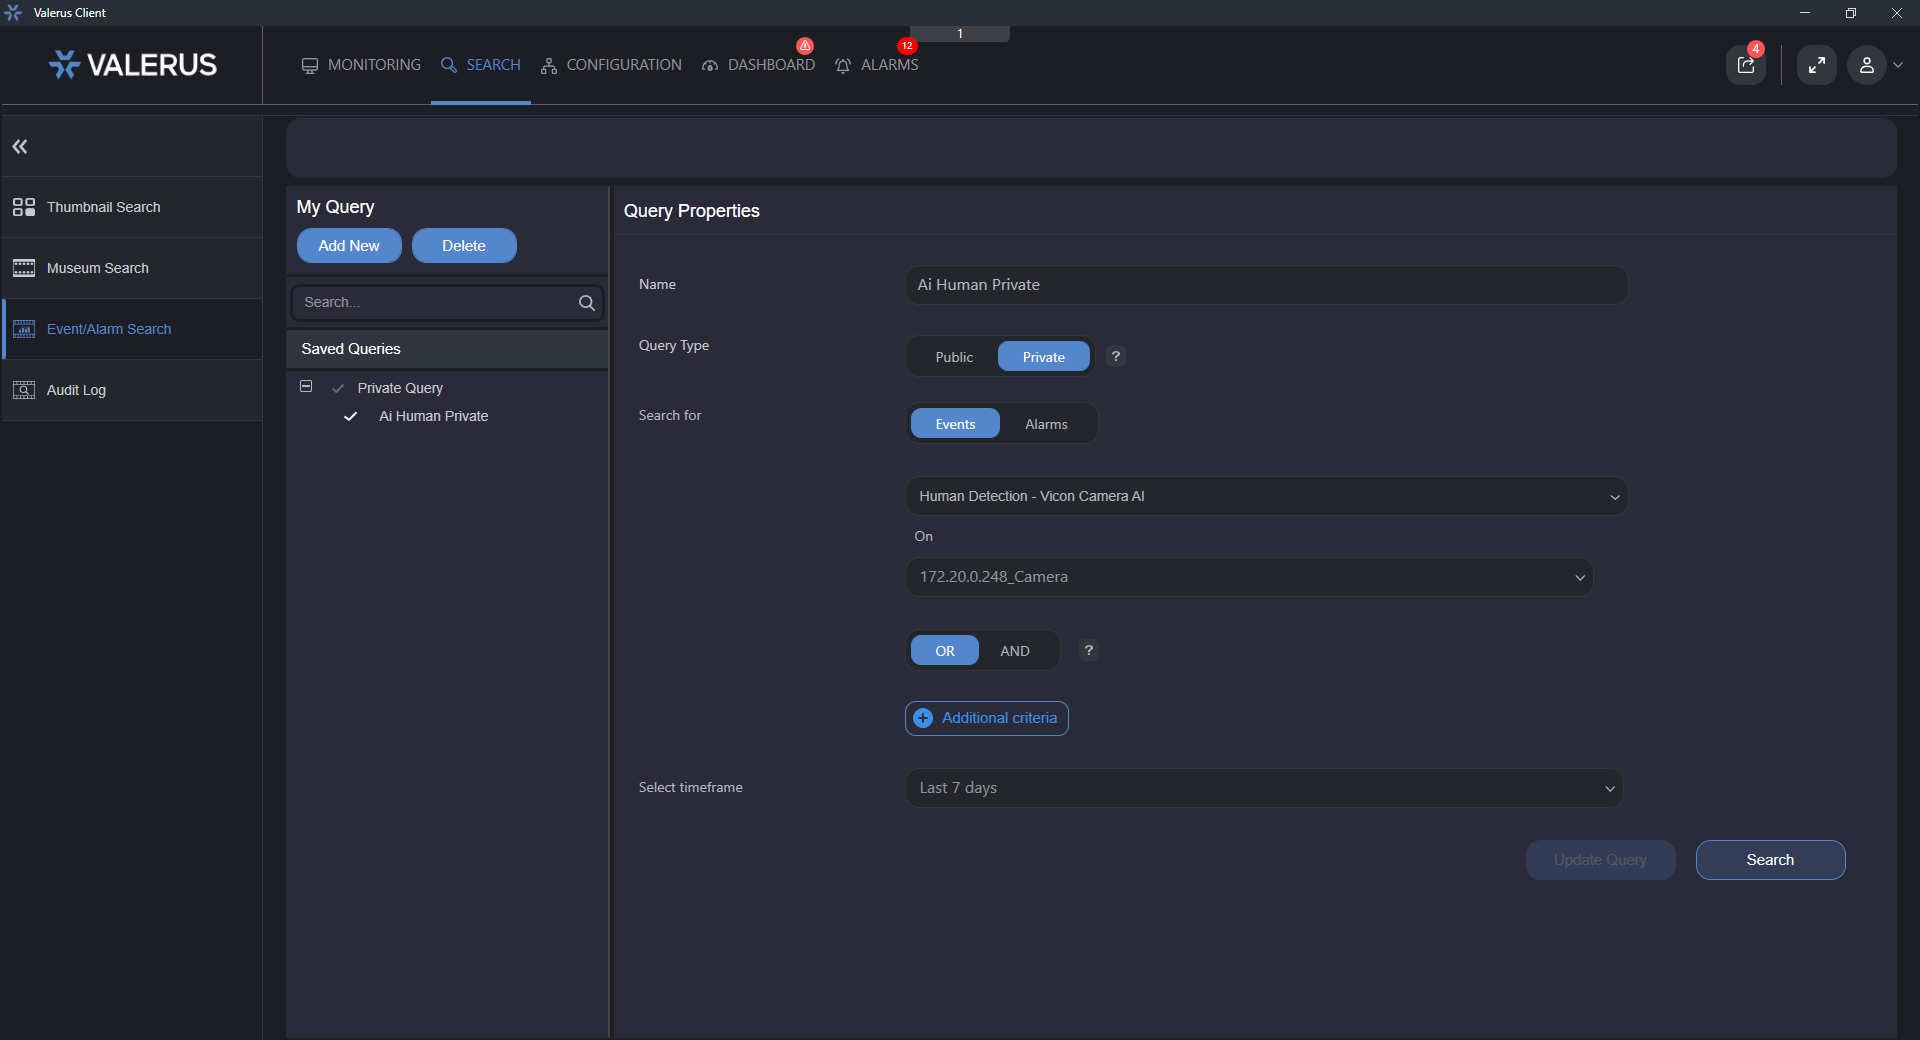 Valerus Client
1
VALERUS
MONITORING
SEARCH
CONFIGURATION
DASHBOARD
12
ALARMS
4
Thumbnail Search
Museum Search
Event/Alarm Search
Audit Log
My Query
Add New
Delete
Search...
Saved Queries
Private Query
Ai Human Private
Query Properties
Name
Ai Human Private
Query Type
Public
Private
?
Search for
Events
Alarms
Human Detection - Vicon Camera AI
On
172.20.0.248_Camera
OR
AND
?
Additional criteria
Select timeframe
Last 7 days
Update Query
Search